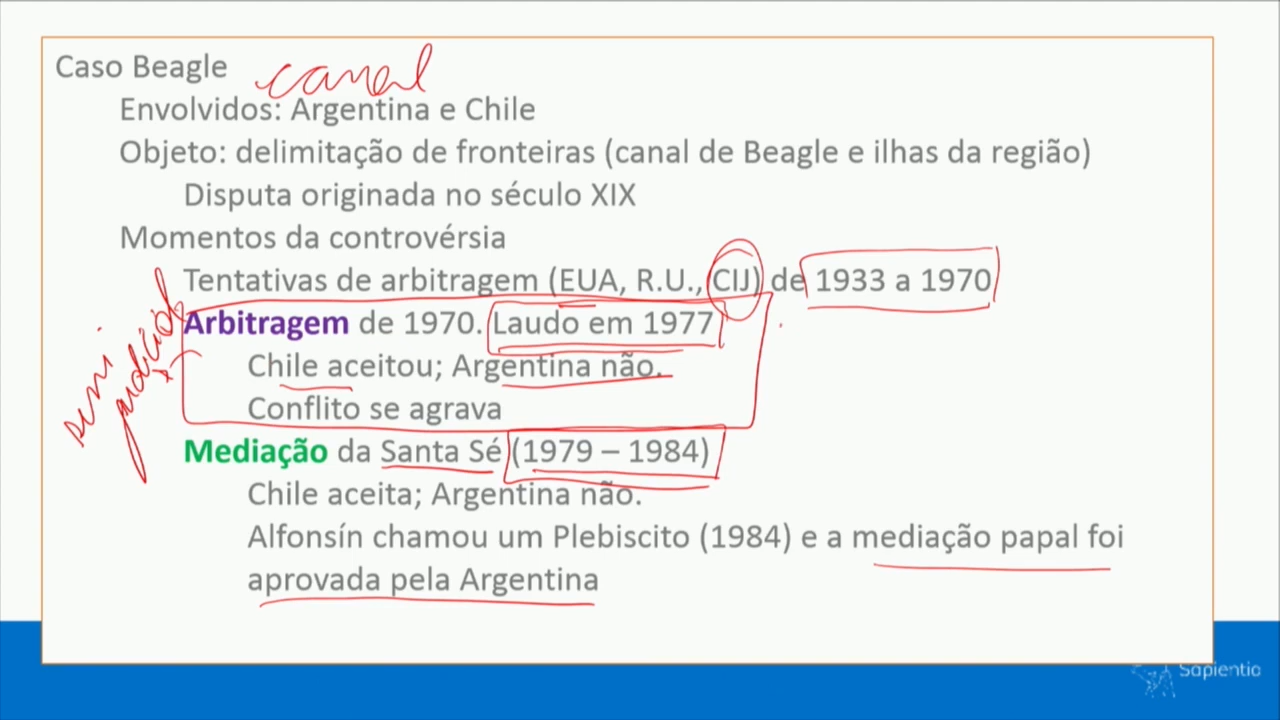 Caso Beagle canal
Envolvidos: Argentina e Chile
Objeto: delimitação de fronteiras (canal de Beagle e ilhas da região)
Disputa originada no século XIX
Momentos da controvérsia
Tentativas de arbitragem (EUA, R.U., CIJ) de 1933 a 1970
Arbitragem de 1970. Laudo em 1977
Chile aceitou; Argentina não.
Conflito se agrava
semi
Mediação da Santa Sé (1979 – 1984)
Chile aceita; Argentina não.
Alfonsín chamou um Plebiscito (1984) e a mediação papal foi
aprovada pela Argentina
Sapientia